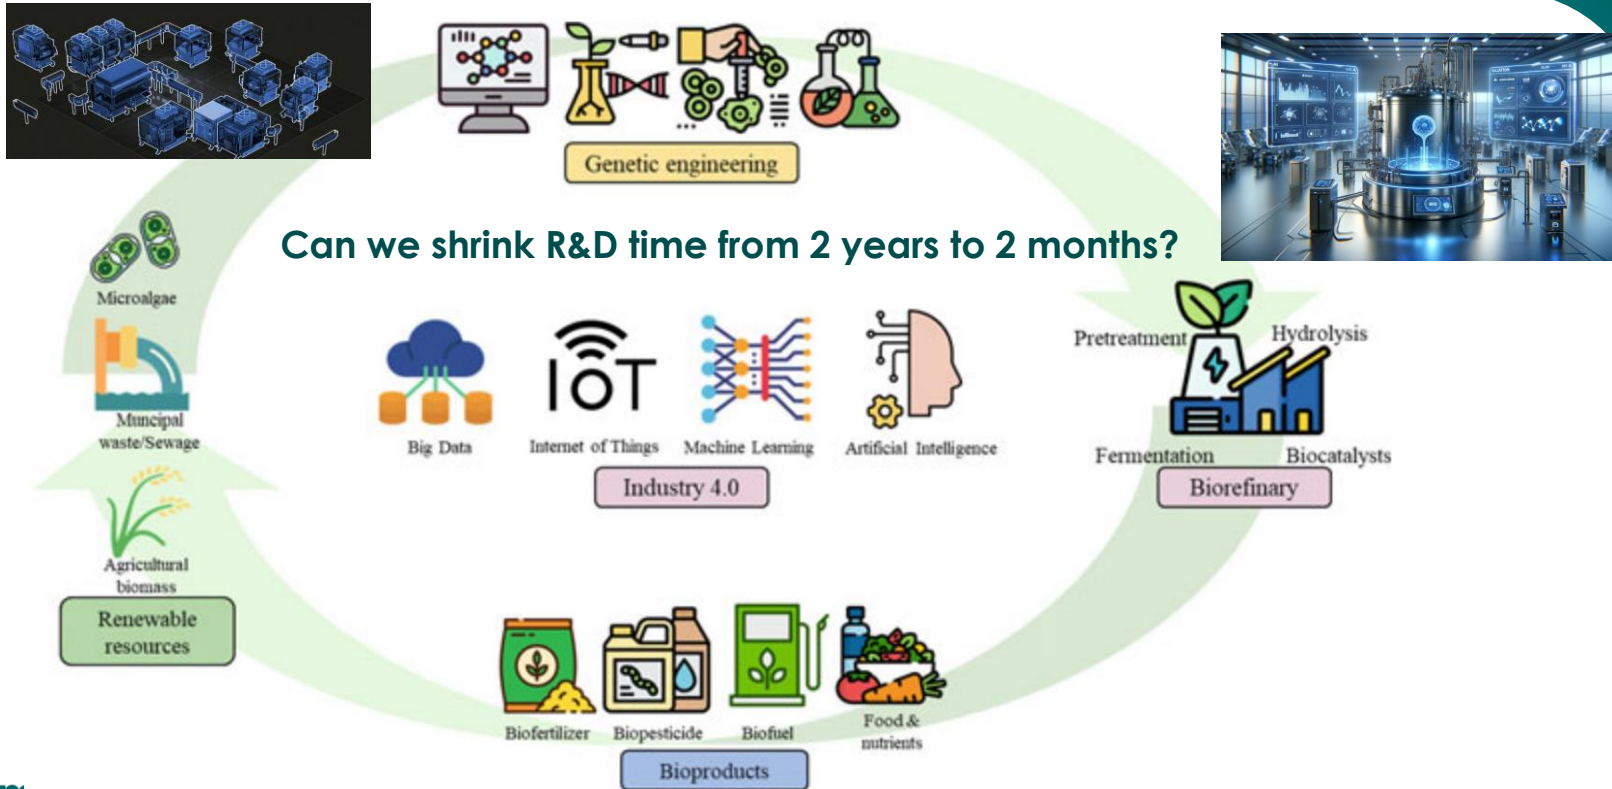 Genetic engineering
Can we shrink R&D time from 2 years to 2 months?
Microalgae
Muncipal
waste/Sewage
Agricultural
biomass
Renewable
resources
Big Data
IoT
Internet of Things
Machine Learning
Artificial Intelligence
Industry 4.0
Pretreatment
Hydrolysis
Fermentation
Biocatalysts
Biorefinary
Biofertilizer
Biopesticide
Biofuel
Food &
nutrients
Bioproducts